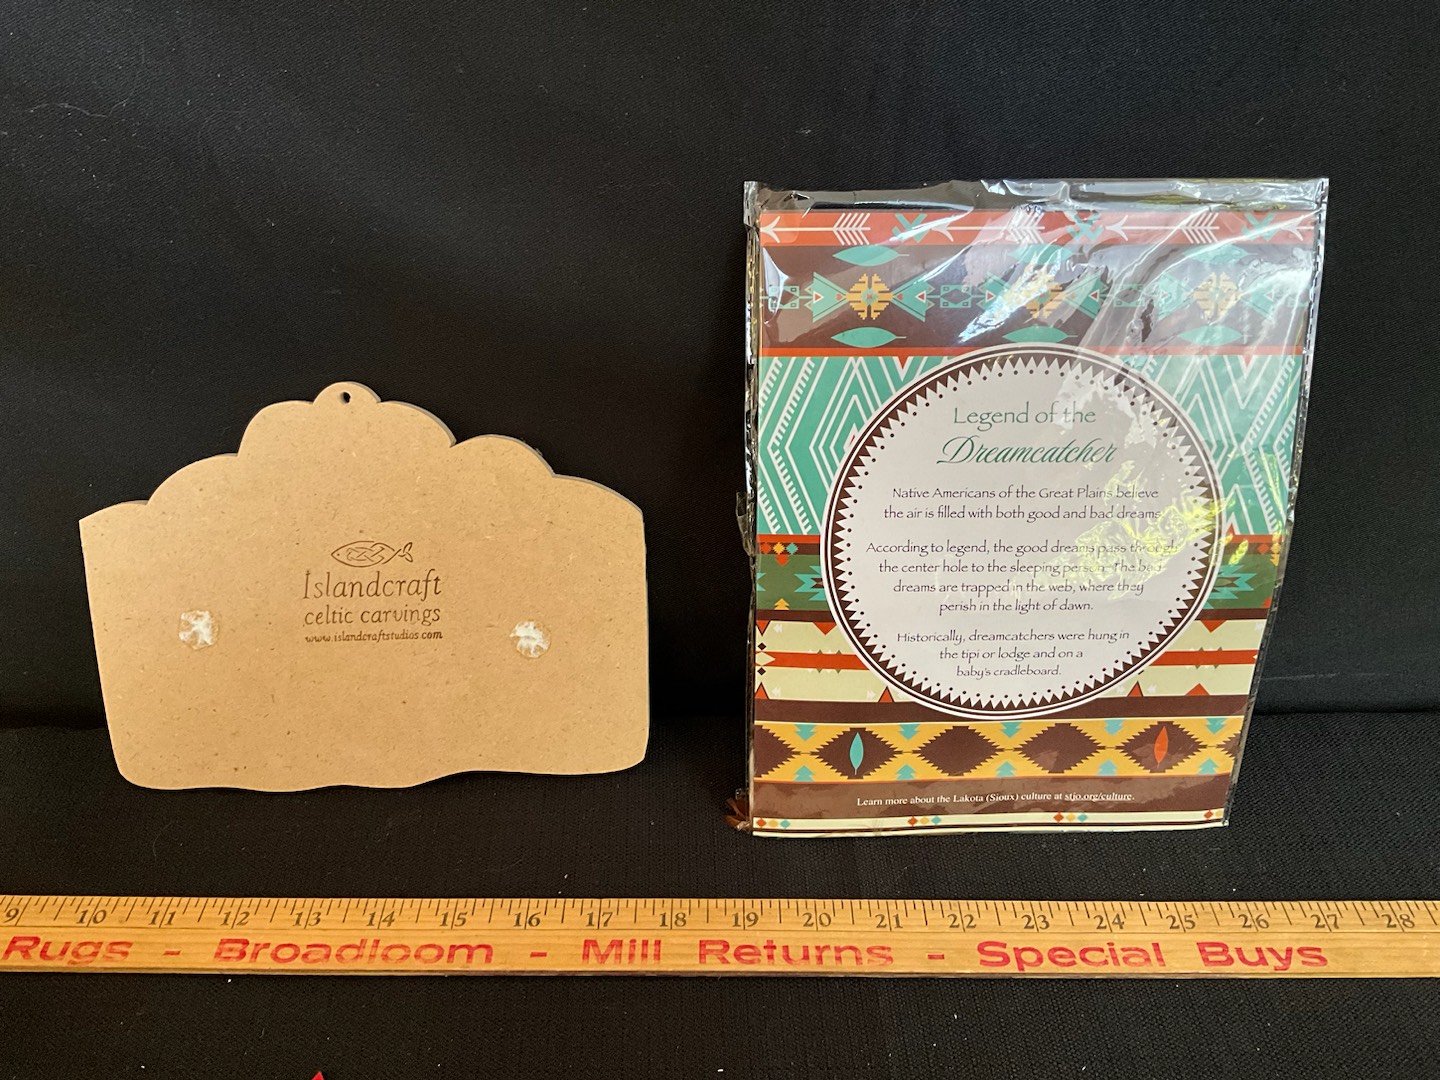 Islandcraft
celtic carvings
www.islandcraftstudios.com
Legend of the
Dreamcatcher
Native Americans of the Great Plains believe
the air is filled with both good and bad dreams.
According to legend, the good dreams pass through
the center hole to the sleeping person. The bad
dreams are trapped in the web, where they
perish in the light of dawn.
Historically, dreamcatchers were hung in
the tipi or lodge and on a
baby's cradleboard.
Learn more about the Lakota (Sioux) culture at stjo.org/culture.
9 10 11 12 13 14 15 16 17 18 19 20 21 22 23 24 25 26 27 28
Rugs - Broadloom - Mill Returns - Special Buys